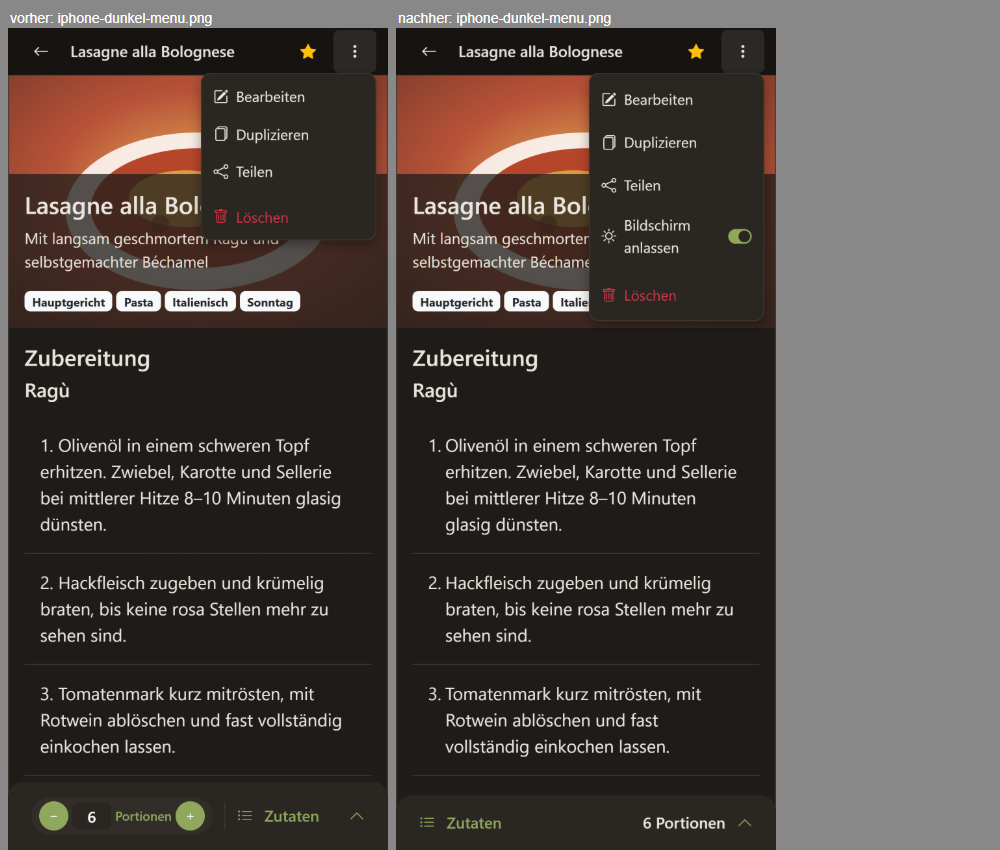 vorher: iphone-dunkel-menu.png
Lasagne alla Bolognese
Bearbeiten
Duplizieren
Teilen
Löschen
Lasagne alla Bol
Mit langsam geschmortem Ragù und
selbstgemachter Béchamel
Hauptgericht Pasta Italienisch Sonntag
Zubereitung
Ragù
1. Olivenöl in einem schweren Topf
erhitzen. Zwiebel, Karotte und Sellerie
bei mittlerer Hitze 8–10 Minuten glasig
dünsten.
2. Hackfleisch zugeben und krümelig
braten, bis keine rosa Stellen mehr zu
sehen sind.
3. Tomatenmark kurz mitrösten, mit
Rotwein ablöschen und fast vollständig
einkochen lassen.
− 6 Portionen + Zutaten
nachher: iphone-dunkel-menu.png
Lasagne alla Bolognese
Bearbeiten
Duplizieren
Teilen
Bildschirm
anlassen
Löschen
Lasagne alla Bol
Mit langsam geschmorter
selbstgemachter Béchame
Hauptgericht Pasta Italie
Zubereitung
Ragù
1. Olivenöl in einem schweren Topf
erhitzen. Zwiebel, Karotte und Sellerie
bei mittlerer Hitze 8–10 Minuten
glasig dünsten.
2. Hackfleisch zugeben und krümelig
braten, bis keine rosa Stellen mehr zu
sehen sind.
3. Tomatenmark kurz mitrösten, mit
Rotwein ablöschen und fast
vollständig einkochen lassen.
Zutaten 6 Portionen